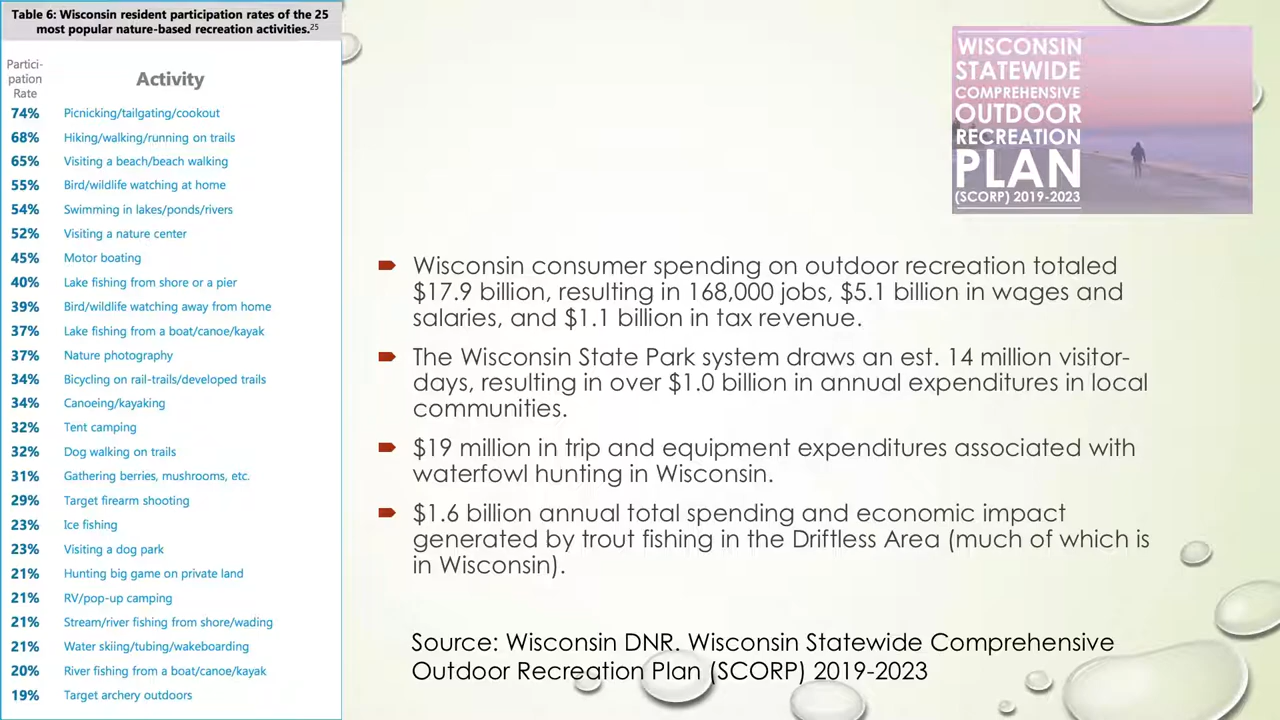 Table 6: Wisconsin resident participation rates of the 25
most popular nature-based recreation activities.25
Partici-
pation
Rate
Activity
74% Picnicking/tailgating/cookout
68% Hiking/walking/running on trails
65% Visiting a beach/beach walking
55% Bird/wildlife watching at home
54% Swimming in lakes/ponds/rivers
52% Visiting a nature center
45% Motor boating
40% Lake fishing from shore or a pier
39% Bird/wildlife watching away from home
37% Lake fishing from a boat/canoe/kayak
37% Nature photography
34% Bicycling on rail-trails/developed trails
34% Canoeing/kayaking
32% Tent camping
32% Dog walking on trails
31% Gathering berries, mushrooms, etc.
29% Target firearm shooting
23% Ice fishing
23% Visiting a dog park
21% Hunting big game on private land
21% RV/pop-up camping
21% Stream/river fishing from shore/wading
21% Water skiing/tubing/wakeboarding
20% River fishing from a boat/canoe/kayak
19% Target archery outdoors
WISCONSIN
STATEWIDE
COMPREHENSIVE
OUTDOOR
RECREATION
PLAN
(SCORP) 2019-2023
Wisconsin consumer spending on outdoor recreation totaled
$17.9 billion, resulting in 168,000 jobs, $5.1 billion in wages and
salaries, and $1.1 billion in tax revenue.
The Wisconsin State Park system draws an est. 14 million visitor-
days, resulting in over $1.0 billion in annual expenditures in local
communities.
$19 million in trip and equipment expenditures associated with
waterfowl hunting in Wisconsin.
$1.6 billion annual total spending and economic impact
generated by trout fishing in the Driftless Area (much of which is
in Wisconsin).
Source: Wisconsin DNR. Wisconsin Statewide Comprehensive
Outdoor Recreation Plan (SCORP) 2019-2023